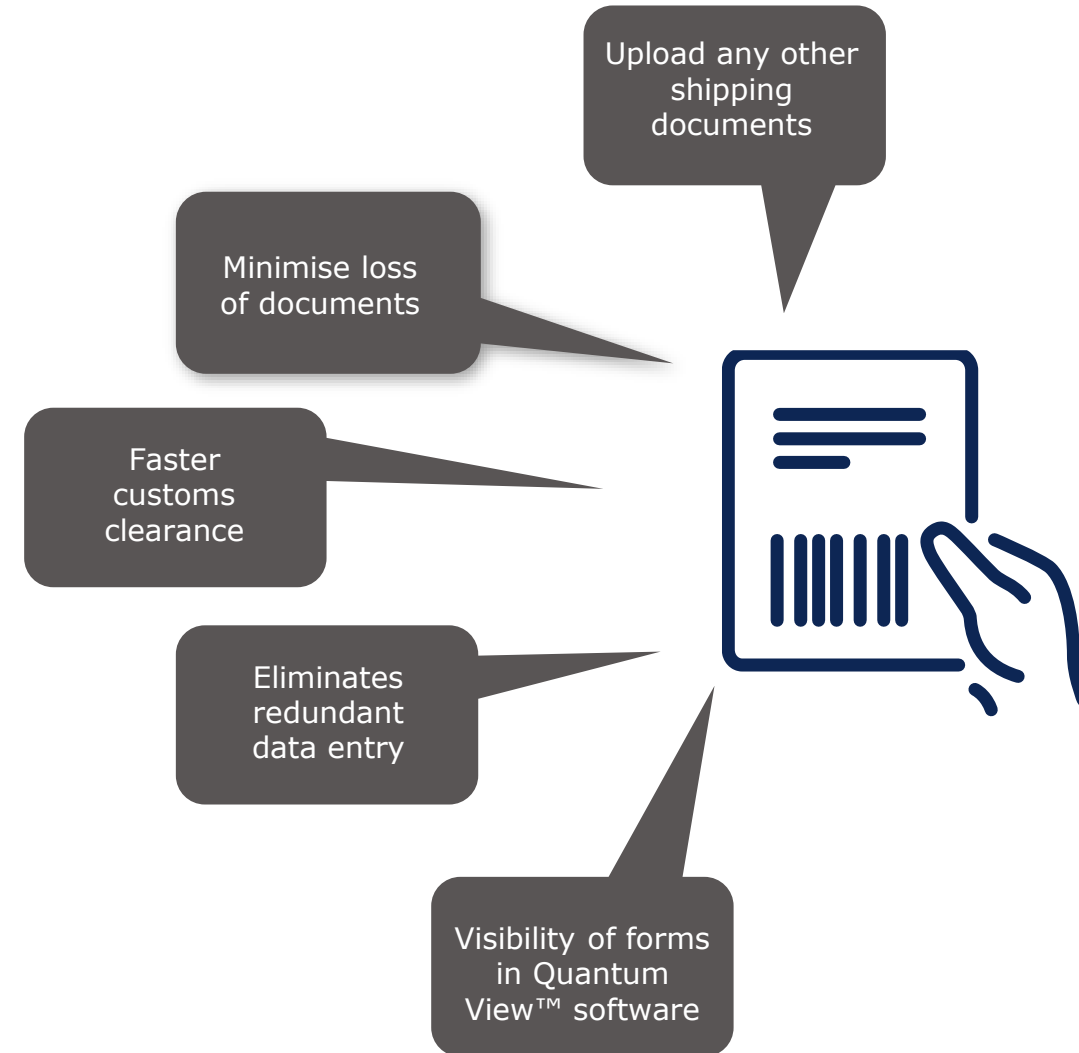 Upload any other
shipping
documents
Minimise loss
of documents
Faster
customs
clearance
Eliminates
redundant
data entry
Visibility of forms
in Quantum
View™ software